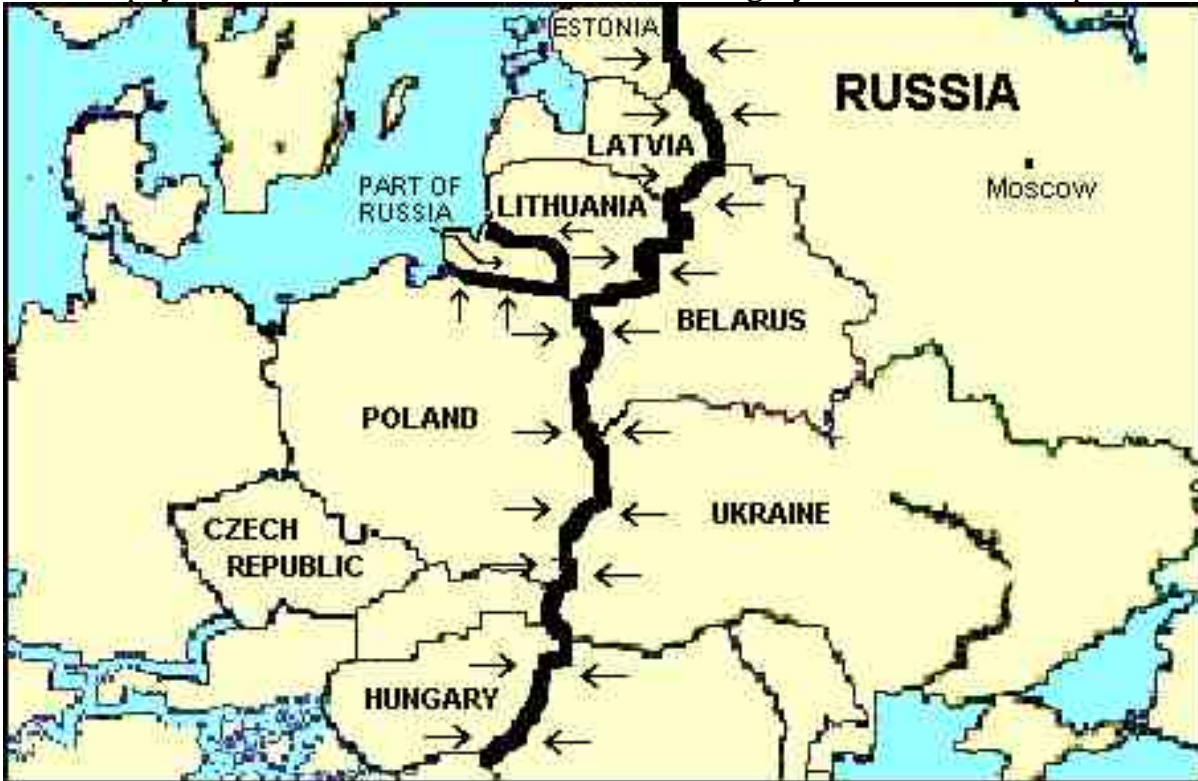 ESTONIA
RUSSIA
LATVIA
Moscow
PART OF
RUSSIA
LITHUANIA
BELARUS
POLAND
UKRAINE
CZECH
REPUBLIC
HUNGARY